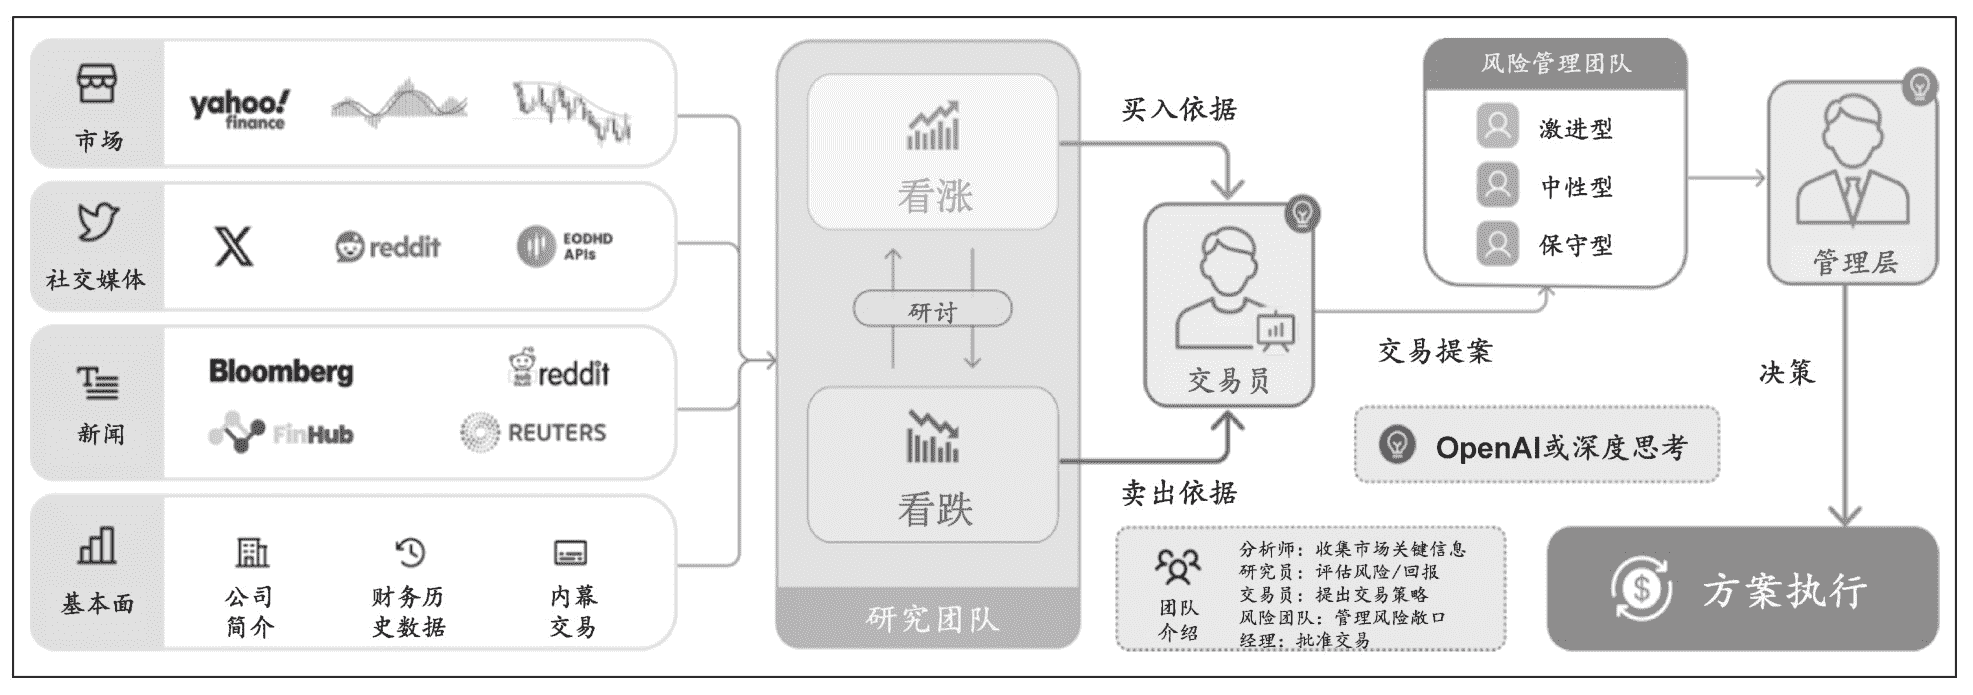 市场
yahoo!
finance
社交媒体
X
reddit
EODHD
APIs
新闻
Bloomberg
reddit
FinHub
REUTERS
基本面
公司
简介
财务历
史数据
内幕
交易
看涨
研讨
看跌
研究团队
买入依据
卖出依据
交易员
交易提案
风险管理团队
激进型
中性型
保守型
管理层
决策
OpenAI或深度思考
团队
介绍
分析师：收集市场关键信息
研究员：评估风险/回报
交易员：提出交易策略
风险团队：管理风险敞口
经理：批准交易
$
方案执行